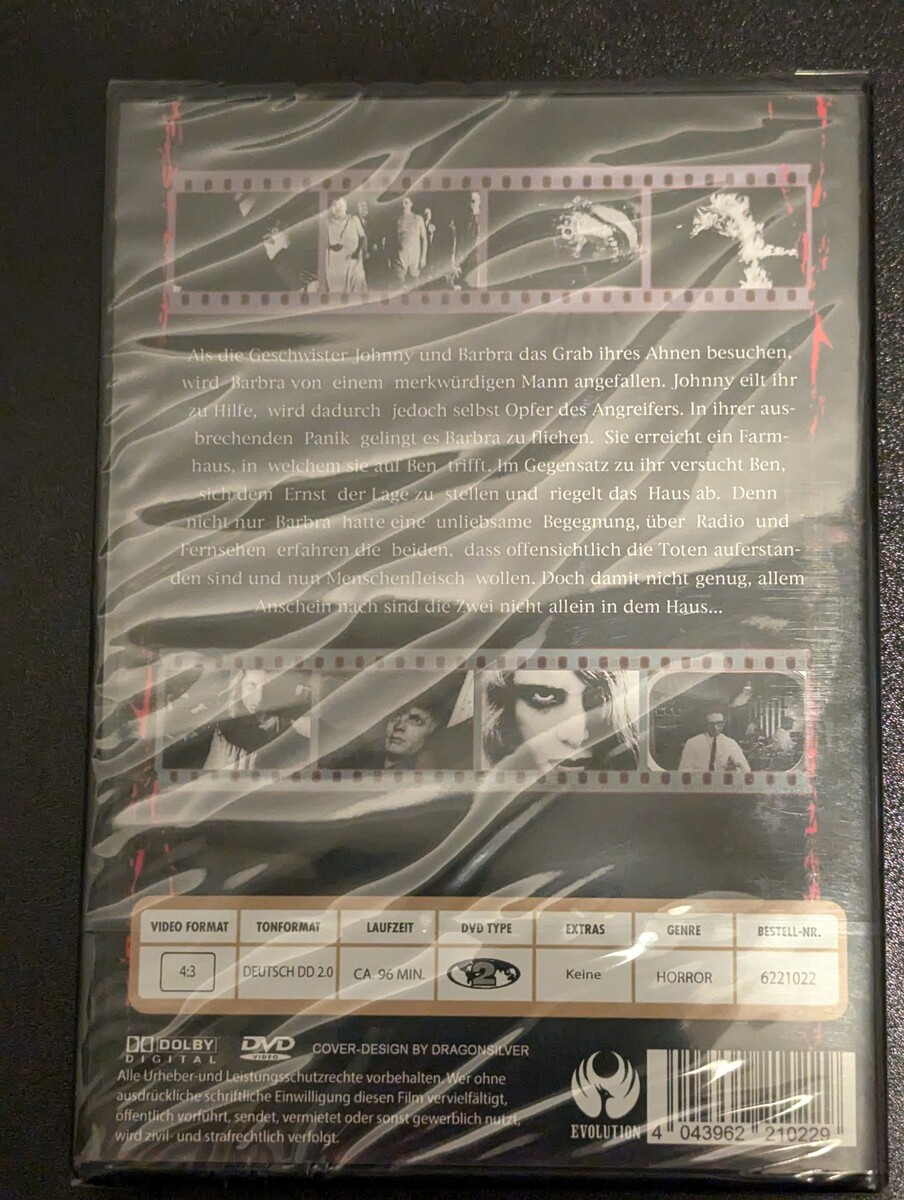 Als die Geschwister Johnny und Barbra das Grab ihres Ahnen besuchen,
wird Barbra von einem merkwürdigen Mann angefallen. Johnny eilt ihr
zu Hilfe, wird dadurch jedoch selbst Opfer des Angreifers. In ihrer aus-
brechenden Panik gelingt es Barbra zu fliehen. Sie erreicht ein Farm-
haus, in welchem sie auf Ben trifft. Im Gegensatz zu ihr versucht Ben,
sich dem Ernst der Lage zu stellen und riegelt das Haus ab. Denn
nicht nur Barbra hatte eine unliebsame Begegnung, über Radio und
Fernsehen erfahren die beiden, dass offensichtlich die Toten auferstan-
den sind und nun Menschenfleisch wollen. Doch damit nicht genug, allem
Anschein nach sind die Zwei nicht allein in dem Haus...
VIDEO FORMAT TONFORMAT LAUFZEIT DVD TYPE EXTRAS GENRE BESTELL-NR.
4:3 DEUTSCH DD 2.0 CA. 96 MIN. 2 Keine HORROR 6221022
DOLBY DIGITAL DVD VIDEO COVER-DESIGN BY DRAGONSILVER
Alle Urheber-und Leistungsschutzrechte vorbehalten. Wer ohne
ausdrückliche schriftliche Einwilligung diesen Film vervielfältigt,
öffentlich vorführt, sendet, vermietet oder sonst gewerblich nutzt,
wird zivil- und strafrechtlich verfolgt.
EVOLUTION
4 043962 210229